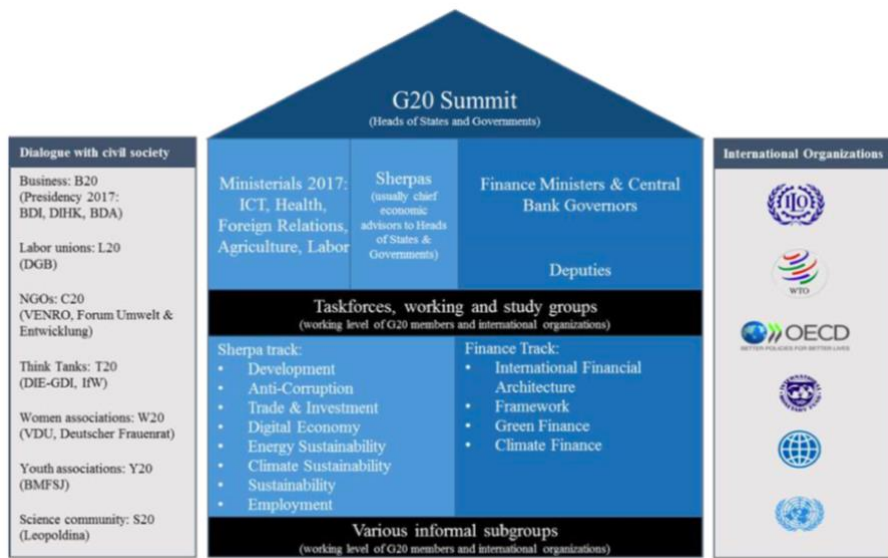 G20 Summit
(Heads of States and Governments)
Dialogue with civil society
Business: B20
(Presidency 2017:
BDI, DIHK, BDA)
Labor unions: L20
(DGB)
NGOs: C20
(VENRO, Forum Umwelt &
Entwicklung)
Think Tanks: T20
(DIE-GDI, IfW)
Women associations: W20
(VDU, Deutscher Frauenrat)
Youth associations: Y20
(BMFSJ)
Science community: S20
(Leopoldina)
Ministerials 2017:
ICT, Health,
Foreign Relations,
Agriculture, Labor
Sherpas
(usually chief
economic
advisors to Heads
of States &
Governments)
Finance Ministers & Central
Bank Governors
Deputies
Taskforces, working and study groups
(working level of G20 members and international organizations)
Sherpa track:
• Development
• Anti-Corruption
• Trade & Investment
• Digital Economy
• Energy Sustainability
• Climate Sustainability
• Sustainability
• Employment
Finance Track:
• International Financial
Architecture
• Framework
• Green Finance
• Climate Finance
Various informal subgroups
(working level of G20 members and international organizations)
International Organizations
ILO
WTO
OECD
BETTER POLICIES FOR BETTER LIVES
INTERNATIONAL MONETARY FUND